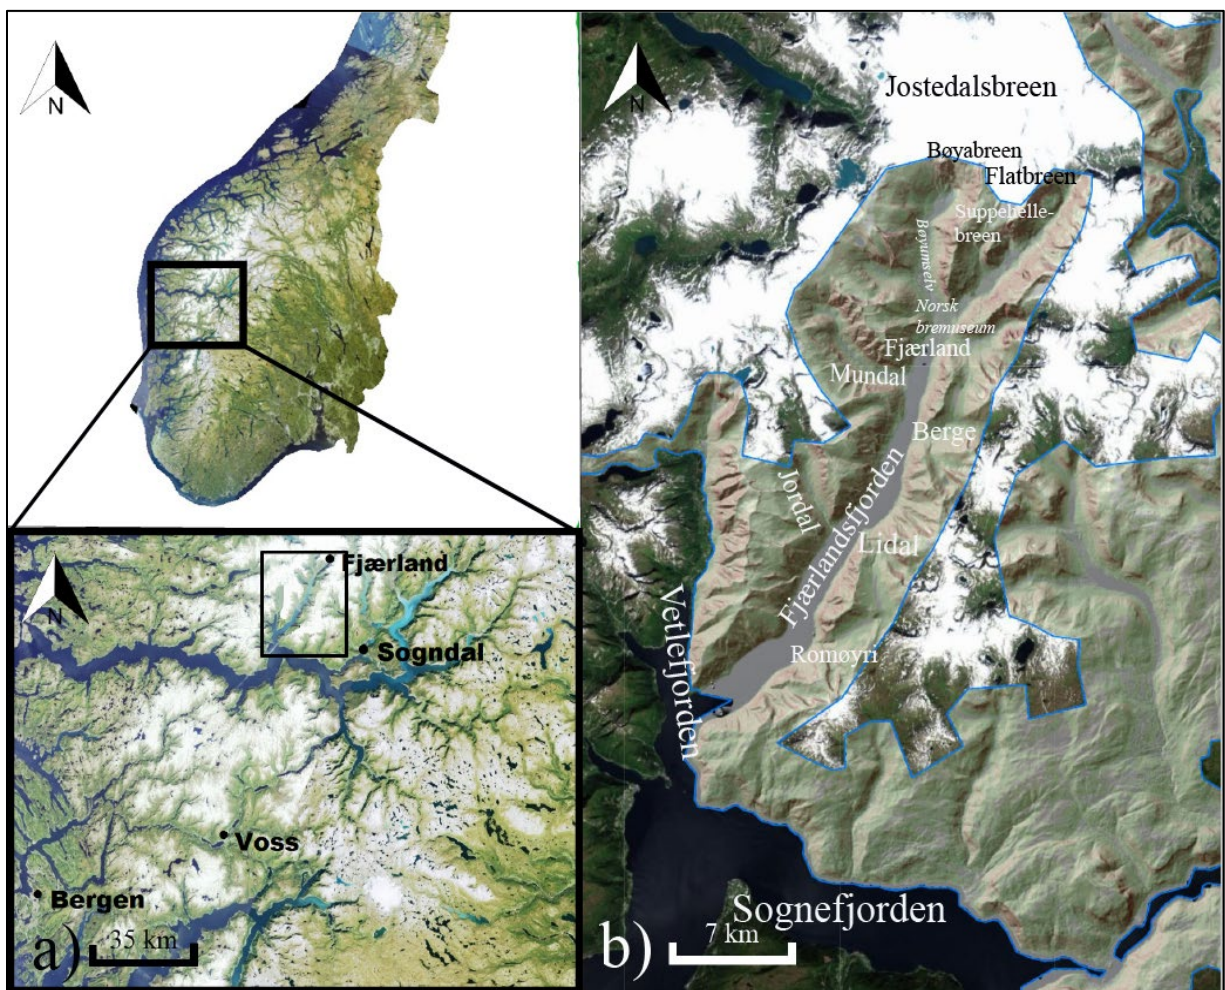 N
N
Fjærland
Sogndal
Voss
Bergen
a)
35 km
N
Jostedalsbreen
Bøyabreen
Flatbreen
Suppehelle-
breen
Bøyumselv
Norsk
bremuseum
Fjærland
Mundal
Berge
Jordal
Fjærlandsfjorden
Lidal
Vetlefjorden
Romøyri
Sognefjorden
b)
7 km